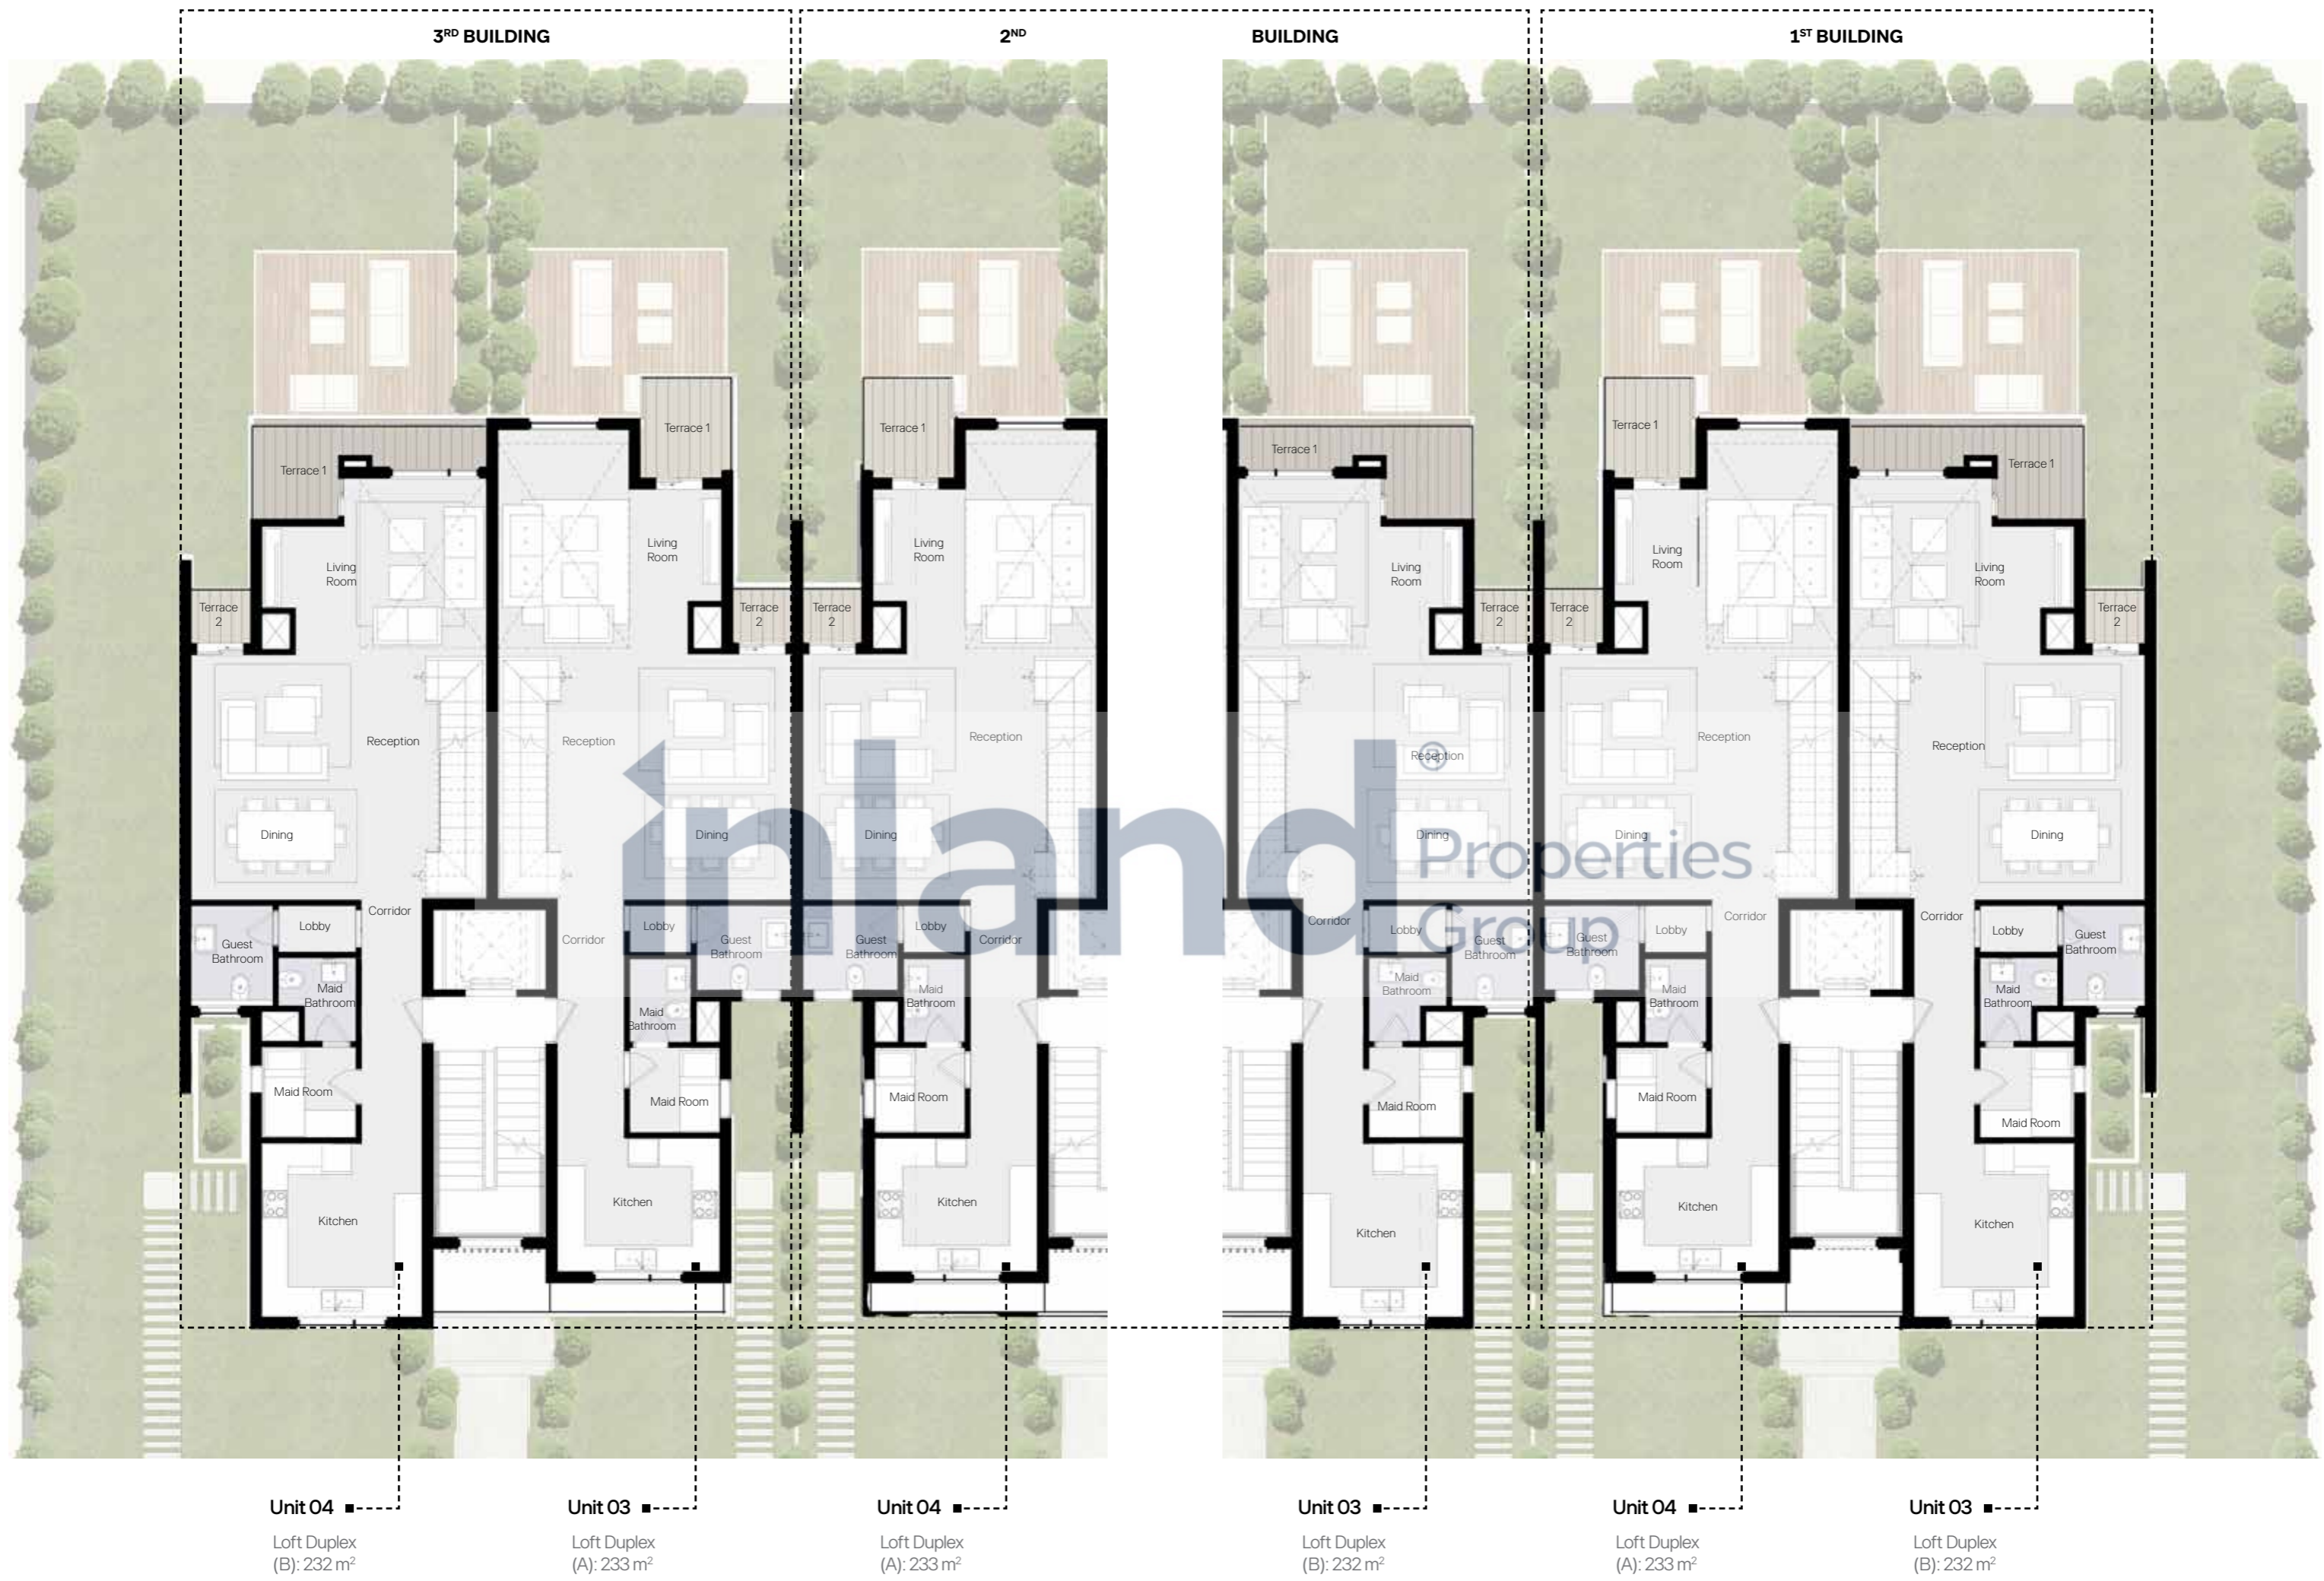 3RD BUILDING
2ND BUILDING
1ST BUILDING
Terrace 1
Terrace 1
Terrace 1
Terrace 1
Terrace 1
Terrace 1
Living
Room
Living
Room
Living
Room
Living
Room
Living
Room
Living
Room
Terrace
2
Terrace
2
Terrace
2
Terrace
2
Terrace
2
Terrace
2
Reception
Reception
Reception
Reception
Reception
Reception
inland®
Properties
Group
Dining
Dining
Dining
Dining
Dining
Dining
Corridor
Corridor
Corridor
Corridor
Corridor
Corridor
Lobby
Lobby
Lobby
Lobby
Lobby
Lobby
Guest
Bathroom
Guest
Bathroom
Guest
Bathroom
Guest
Bathroom
Guest
Bathroom
Guest
Bathroom
Maid
Bathroom
Maid
Bathroom
Maid
Bathroom
Maid
Bathroom
Maid
Bathroom
Maid
Bathroom
Maid Room
Maid Room
Maid Room
Maid Room
Maid Room
Maid Room
Kitchen
Kitchen
Kitchen
Kitchen
Kitchen
Kitchen
Unit 04
Loft Duplex
(B): 232 m²
Unit 03
Loft Duplex
(A): 233 m²
Unit 04
Loft Duplex
(A): 233 m²
Unit 03
Loft Duplex
(B): 232 m²
Unit 04
Loft Duplex
(A): 233 m²
Unit 03
Loft Duplex
(B): 232 m²